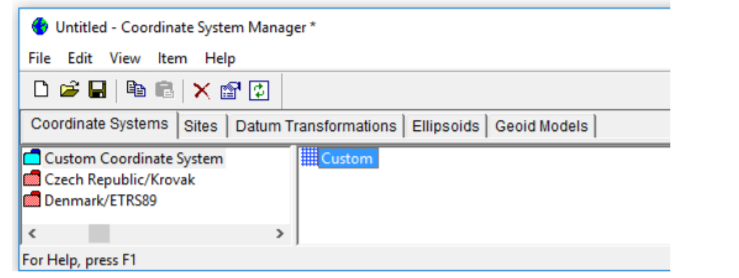 Untitled - Coordinate System Manager *
File Edit View Item Help
Coordinate Systems Sites Datum Transformations Ellipsoids Geoid Models
Custom Coordinate System Custom
Czech Republic/Krovak
Denmark/ETRS89
For Help, press F1